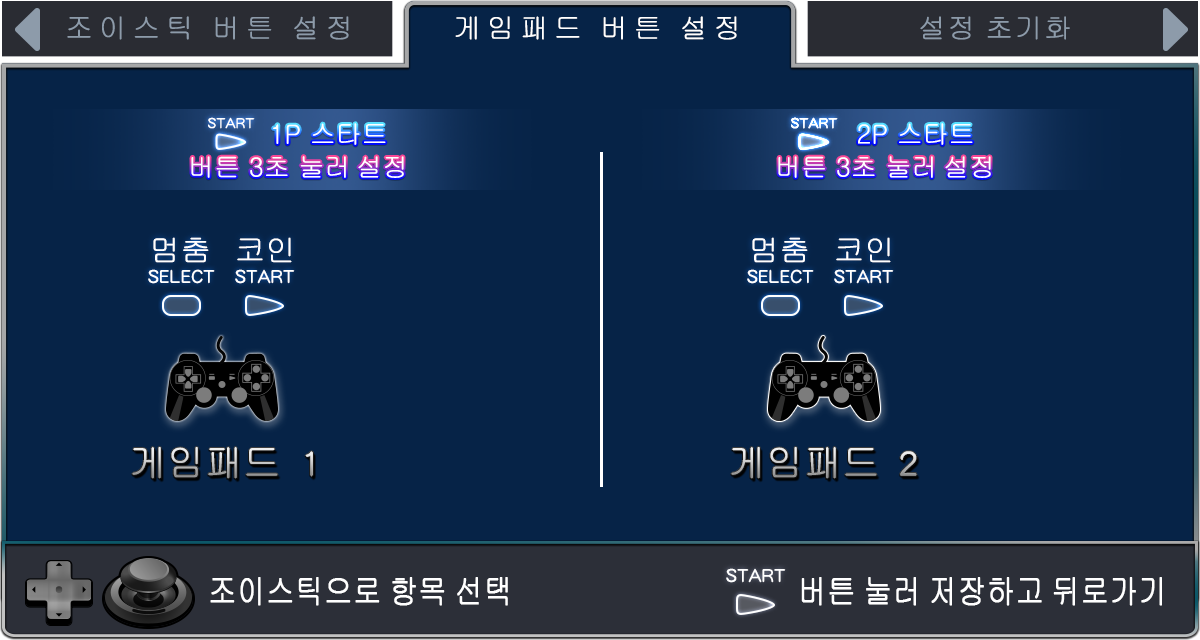 조이스틱 버튼 설정
게임패드 버튼 설정
설정 초기화
START 1P 스타트
버튼 3초 눌러 설정
START 2P 스타트
버튼 3초 눌러 설정
멈춤 코인
SELECT START
게임패드 1
멈춤 코인
SELECT START
게임패드 2
조이스틱으로 항목 선택
START 버튼 눌러 저장하고 뒤로가기